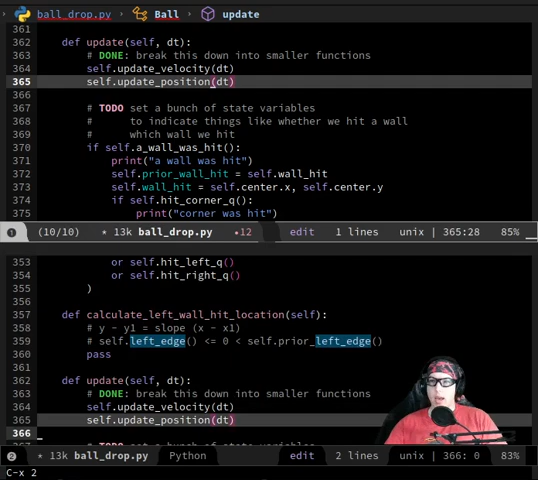 ball_drop.py › Ball › update
361
362 def update(self, dt):
363 # DONE: break this down into smaller functions
364 self.update_velocity(dt)
365 self.update_position(dt)
366
367 # TODO set a bunch of state variables
368 # to indicate things like whether we hit a wall
369 # which wall we hit
370 if self.a_wall_was_hit():
371 print("a wall was hit")
372 self.prior_wall_hit = self.wall_hit
373 self.wall_hit = self.center.x, self.center.y
374 if self.hit_corner_q():
375 print("corner was hit")
1 (10/10) * 13k ball_drop.py •12 edit 1 lines unix | 365:28 85%
353 or self.hit_left_q()
354 or self.hit_right_q()
355 )
356
357 def calculate_left_wall_hit_location(self):
358 # y - y1 = slope (x - x1)
359 # self.left_edge() <= 0 < self.prior_left_edge()
360 pass
361
362 def update(self, dt):
363 # DONE: break this down into smaller functions
364 self.update_velocity(dt)
365 self.update_position(dt)
366
2 * 13k ball_drop.py Python edit 2 lines unix | 366: 0 83%
C-x 2